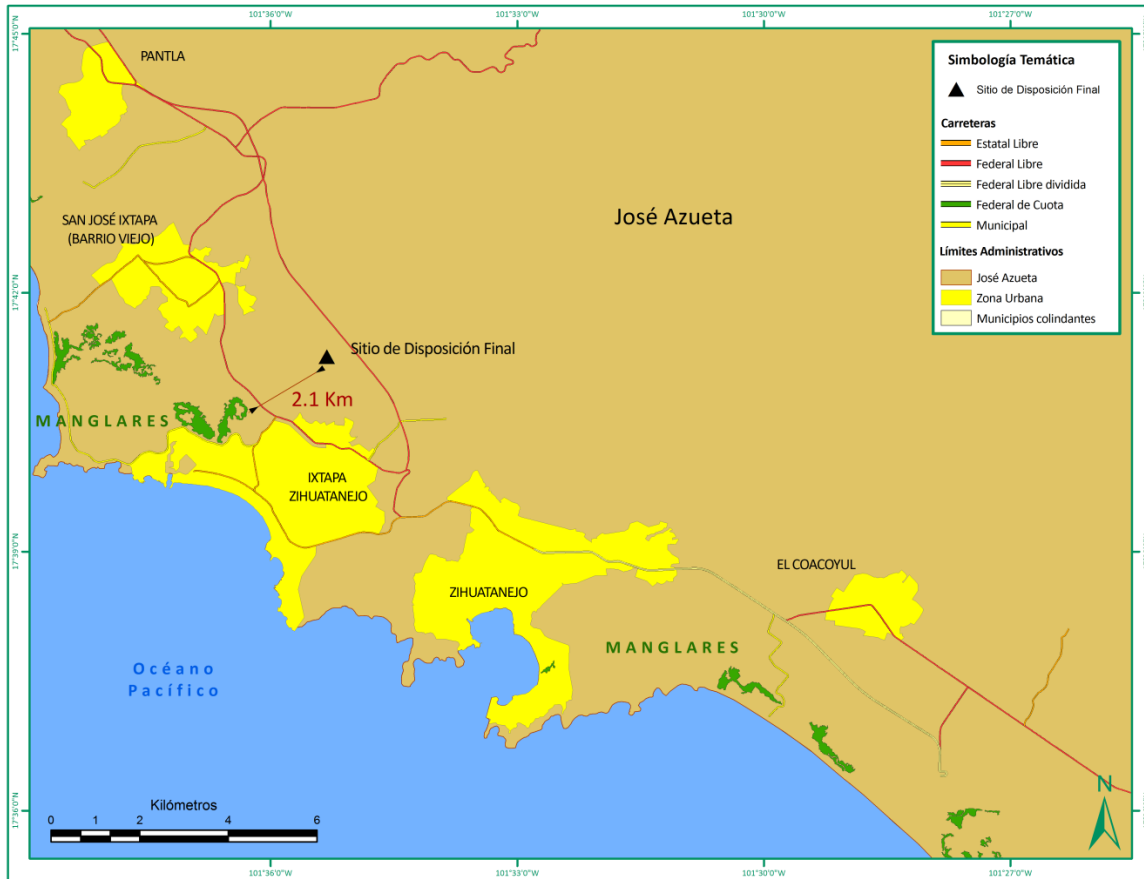 101°36'0"W
101°33'0"W
101°30'0"W
101°27'0"W
17°45'0"N
PANTLA
Simbología Temática
Sitio de Disposición Final
Carreteras
Estatal Libre
Federal Libre
Federal Libre dividida
Federal de Cuota
Municipal
Límites Administrativos
José Azueta
Zona Urbana
Municipios colindantes
SAN JOSÉ IXTAPA
(BARRIO VIEJO)
José Azueta
17°42'0"N
Sitio de Disposición Final
2.1 Km
MANGLARES
IXTAPA
ZIHUATANEJO
17°39'0"N
EL COACOYUL
ZIHUATANEJO
MANGLARES
Océano
Pacífico
N
Kilómetros
0 1 2 4 6
17°36'0"N
101°36'0"W
101°33'0"W
101°30'0"W
101°27'0"W